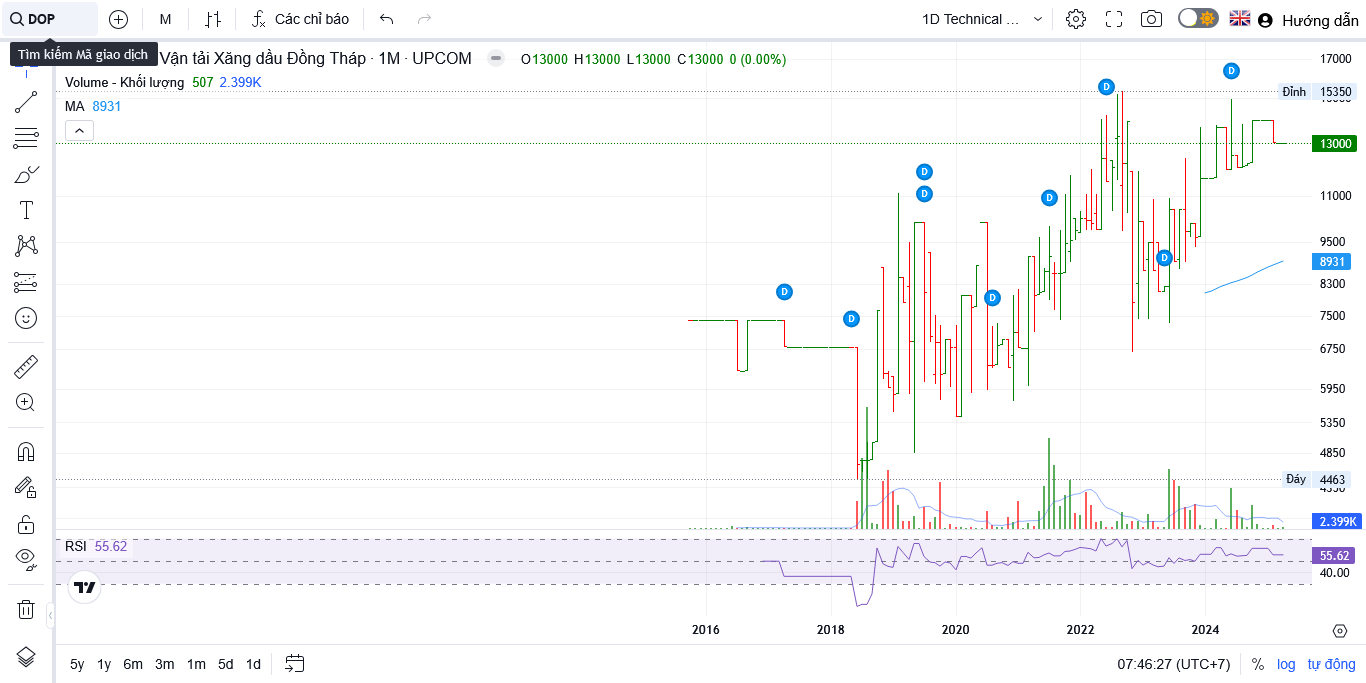 DOP
M
Các chỉ báo
1D Technical ...
Hướng dẫn
Tìm kiếm Mã giao dịch
Vận tải Xăng dầu Đồng Tháp · 1M · UPCOM
O13000 H13000 L13000 C13000 0 (0.00%)
Volume - Khối lượng 507 2.399K
MA 8931
17000
Đỉnh 15350
13000
11000
9500
8931
8300
7500
6750
5950
5350
4850
Đáy 4463
2.399K
D
D
D
D
D
D
D
D
D
RSI 55.62
55.62
40.00
2016 2018 2020 2022 2024
5y 1y 6m 3m 1m 5d 1d
07:46:27 (UTC+7)
% log tự động